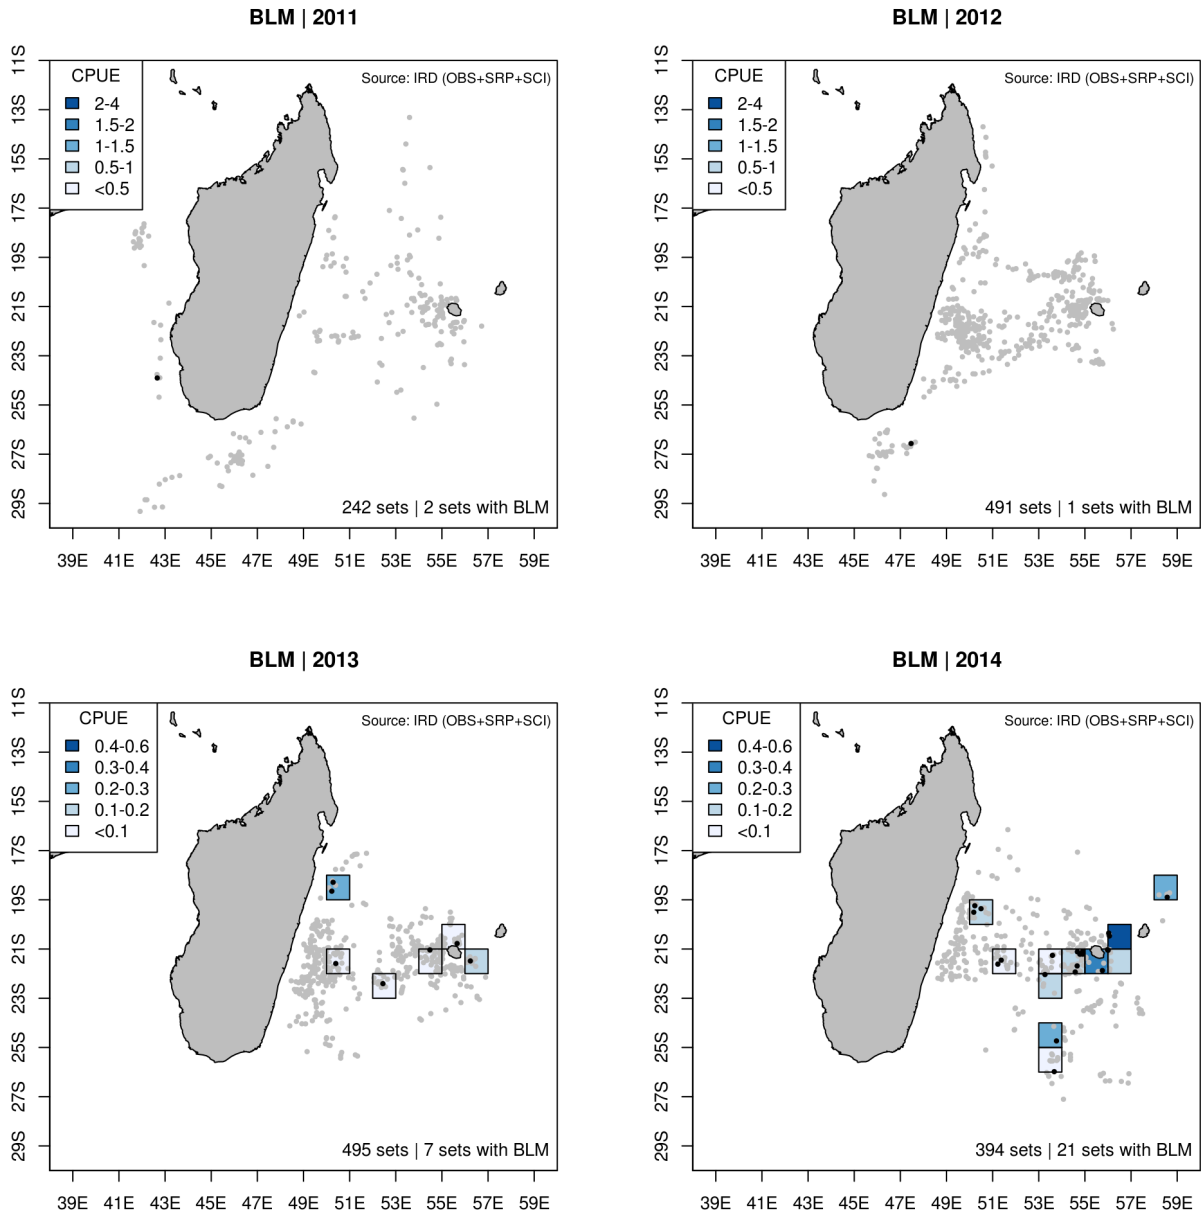 BLM | 2011
11S
13S
15S
17S
19S
21S
23S
25S
27S
29S
CPUE
2-4
1.5-2
1-1.5
0.5-1
<0.5
Source: IRD (OBS+SRP+SCI)
242 sets | 2 sets with BLM
39E 41E 43E 45E 47E 49E 51E 53E 55E 57E 59E
BLM | 2012
11S
13S
15S
17S
19S
21S
23S
25S
27S
29S
CPUE
2-4
1.5-2
1-1.5
0.5-1
<0.5
Source: IRD (OBS+SRP+SCI)
491 sets | 1 sets with BLM
39E 41E 43E 45E 47E 49E 51E 53E 55E 57E 59E
BLM | 2013
11S
13S
15S
17S
19S
21S
23S
25S
27S
29S
CPUE
0.4-0.6
0.3-0.4
0.2-0.3
0.1-0.2
<0.1
Source: IRD (OBS+SRP+SCI)
495 sets | 7 sets with BLM
39E 41E 43E 45E 47E 49E 51E 53E 55E 57E 59E
BLM | 2014
11S
13S
15S
17S
19S
21S
23S
25S
27S
29S
CPUE
0.4-0.6
0.3-0.4
0.2-0.3
0.1-0.2
<0.1
Source: IRD (OBS+SRP+SCI)
394 sets | 21 sets with BLM
39E 41E 43E 45E 47E 49E 51E 53E 55E 57E 59E